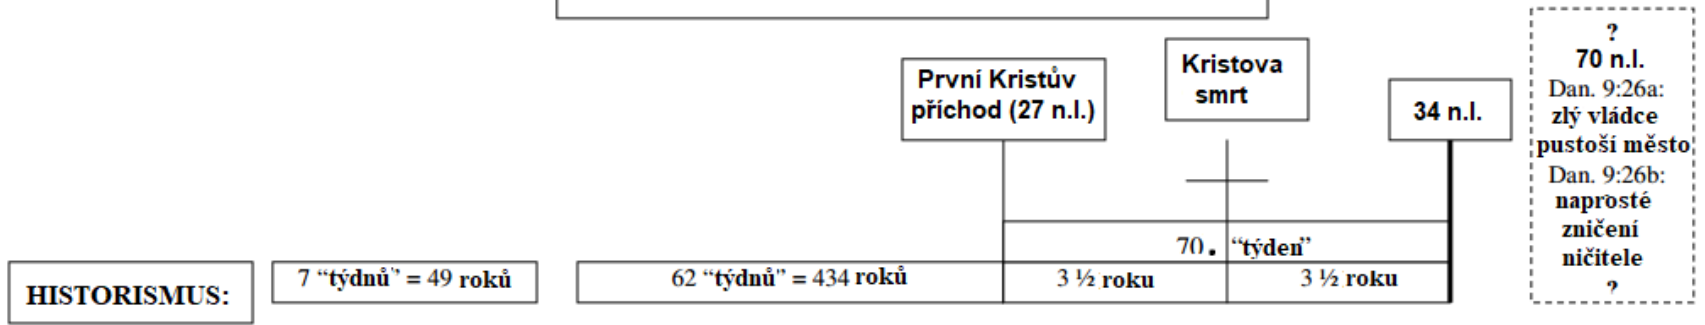 První Kristův
příchod (27 n.l.)
Kristova
smrt
34 n.l.
?
70 n.l.
Dan. 9:26a:
zlý vládce
pustoší město
Dan. 9:26b:
naprosté
zničení
ničitele
?
70. “týden”
HISTORISMUS:
7 “týdnů” = 49 roků
62 “týdnů” = 434 roků
3 ½ roku
3 ½ roku